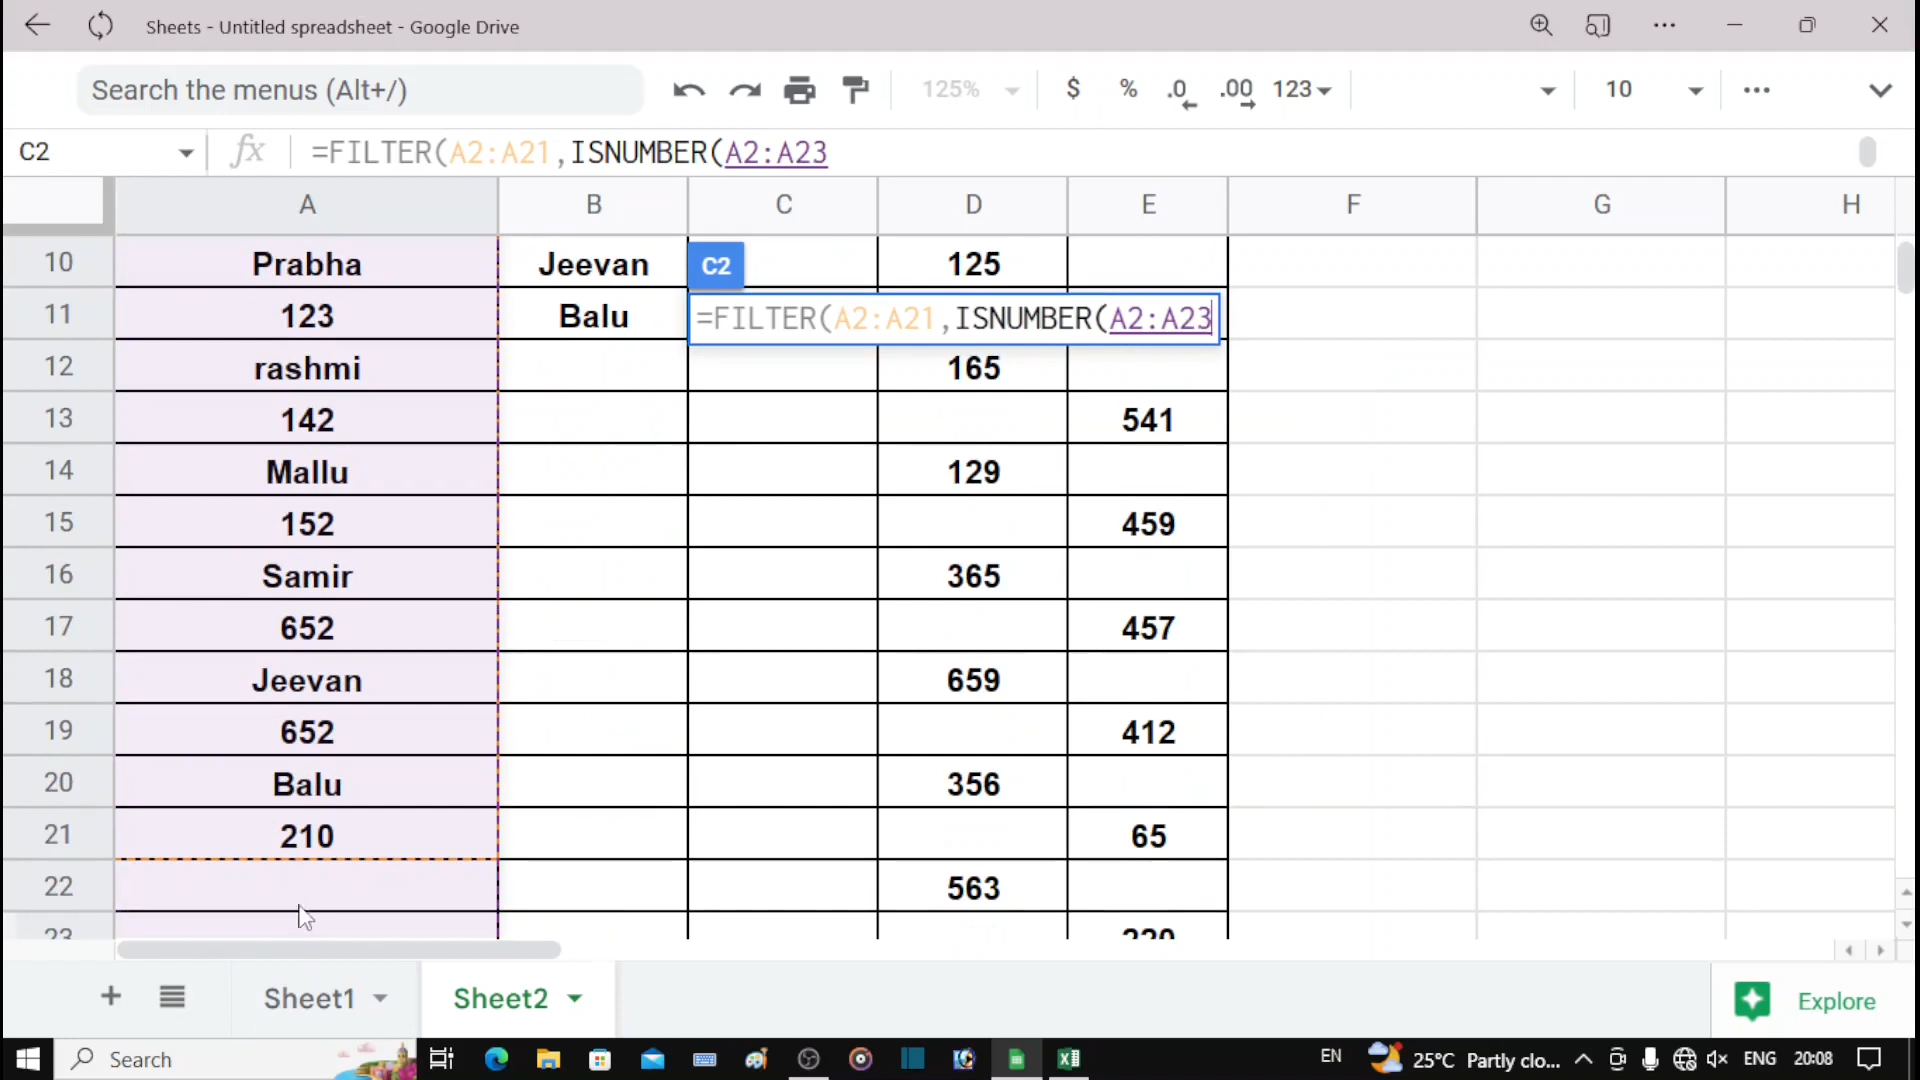 Sheets - Untitled spreadsheet - Google Drive
Search the menus (Alt+/)
125%
$
%
.0
.00
123
10
C2
fx
=FILTER(A2:A21,ISNUMBER(A2:A23
A B C D E F G H
10 Prabha Jeevan C2 125
11 123 Balu =FILTER(A2:A21,ISNUMBER(A2:A23
12 rashmi 165
13 142 541
14 Mallu 129 
15 152 459
16 Samir 365
17 652 457
18 Jeevan 659
19 652 412
20 Balu 356
21 210 65
22 563
23 220
Sheet1
Sheet2
Explore
Search
EN
25°C Partly clo...
ENG
20:08